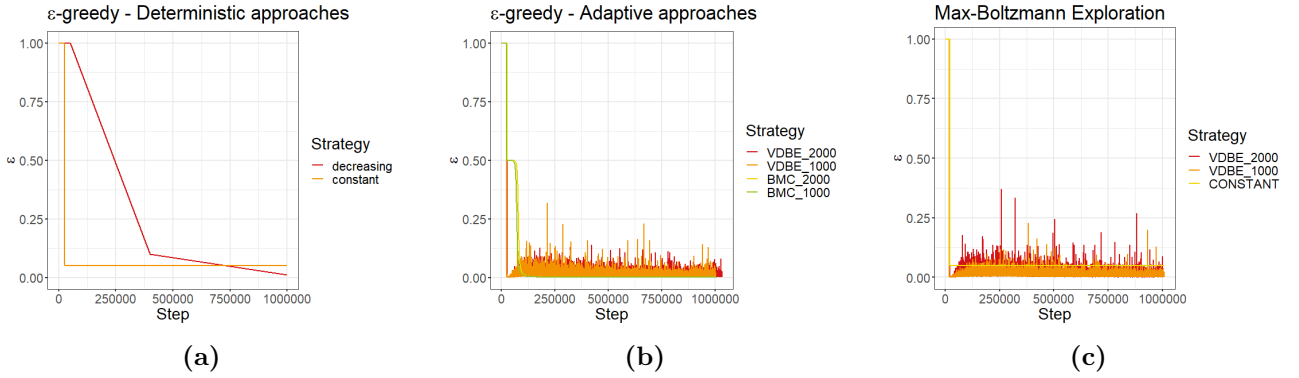 ε-greedy - Deterministic approaches
1.00
0.75
0.50
0.25
0.00
ε
0 250000 500000 750000 1000000
Step
Strategy
decreasing
constant
(a)
ε-greedy - Adaptive approaches
1.00
0.75
0.50
0.25
0.00
ε
0 250000 500000 750000 1000000
Step
Strategy
VDBE_2000
VDBE_1000
BMC_2000
BMC_1000
(b)
Max-Boltzmann Exploration
1.00
0.75
0.50
0.25
0.00
ε
0 250000 500000 750000 1000000
Step
Strategy
VDBE_2000
VDBE_1000
CONSTANT
(c)